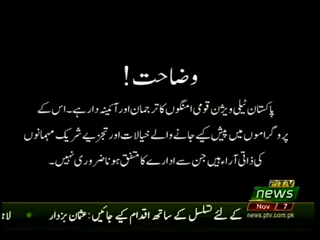 وضاحت!
پاکستان ٹیلی ویژن قومی امنگوں کا ترجمان اور آئینہ دار ہے۔ اس کے
پروگراموں میں پیش کیے جانے والے خیالات اور تجزیے شریک مہمانوں
کی ذاتی آراء ہیں جن سے ادارے کا متفق ہونا ضروری نہیں۔
PTV
news
Nov 7
news.ptv.com.pk
کے لئے تسلسل کے ساتھ اقدام کیے جائیں: عثمان بزدار